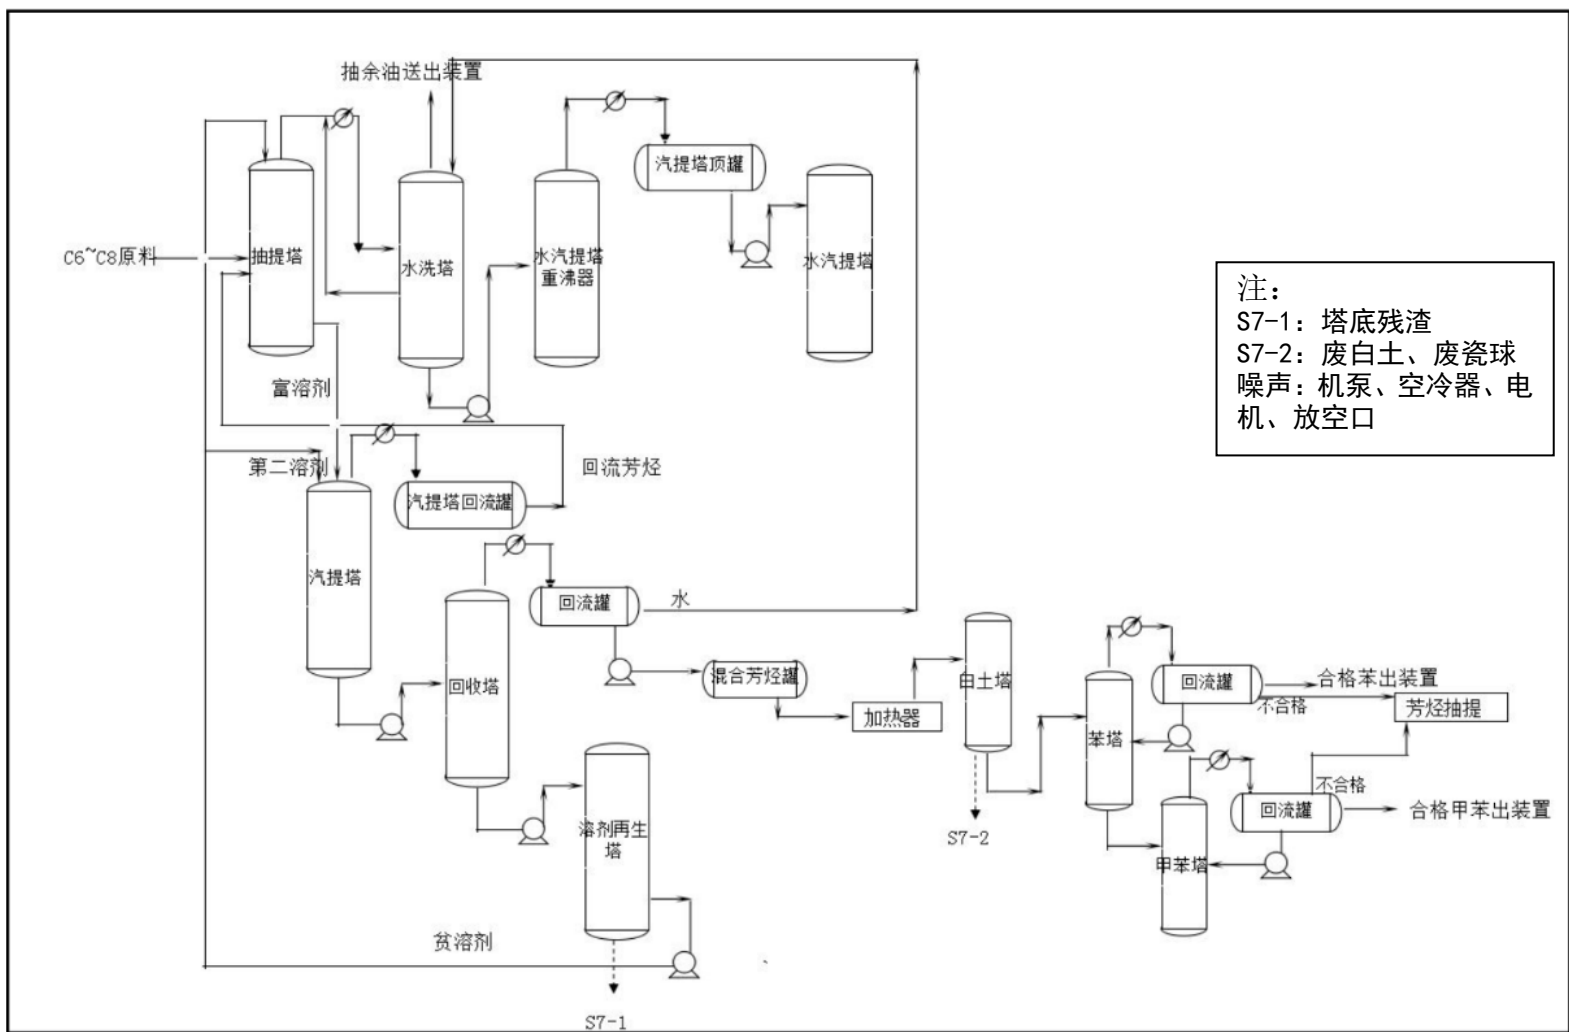 抽余油送出装置
汽提塔顶罐
C6~C8原料
抽提塔
水洗塔
水汽提塔
重沸器
水汽提塔
注：
S7-1：塔底残渣
S7-2：废白土、废瓷球
噪声：机泵、空冷器、电
机、放空口
富溶剂
第二溶剂
回流芳烃
汽提塔回流罐
汽提塔
回流罐
水
回收塔
混合芳烃罐
加热器
白土塔
回流罐
合格苯出装置
不合格
芳烃抽提
苯塔
不合格
回流罐
合格甲苯出装置
甲苯塔
溶剂再生
塔
S7-2
贫溶剂
S7-1